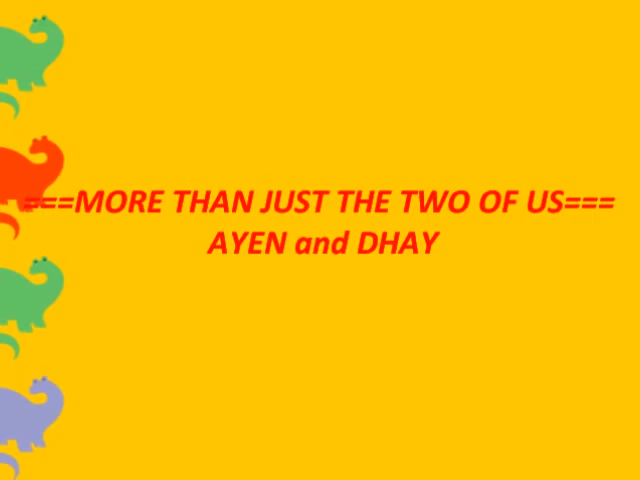 ===MORE THAN JUST THE TWO OF US===
AYEN and DHAY